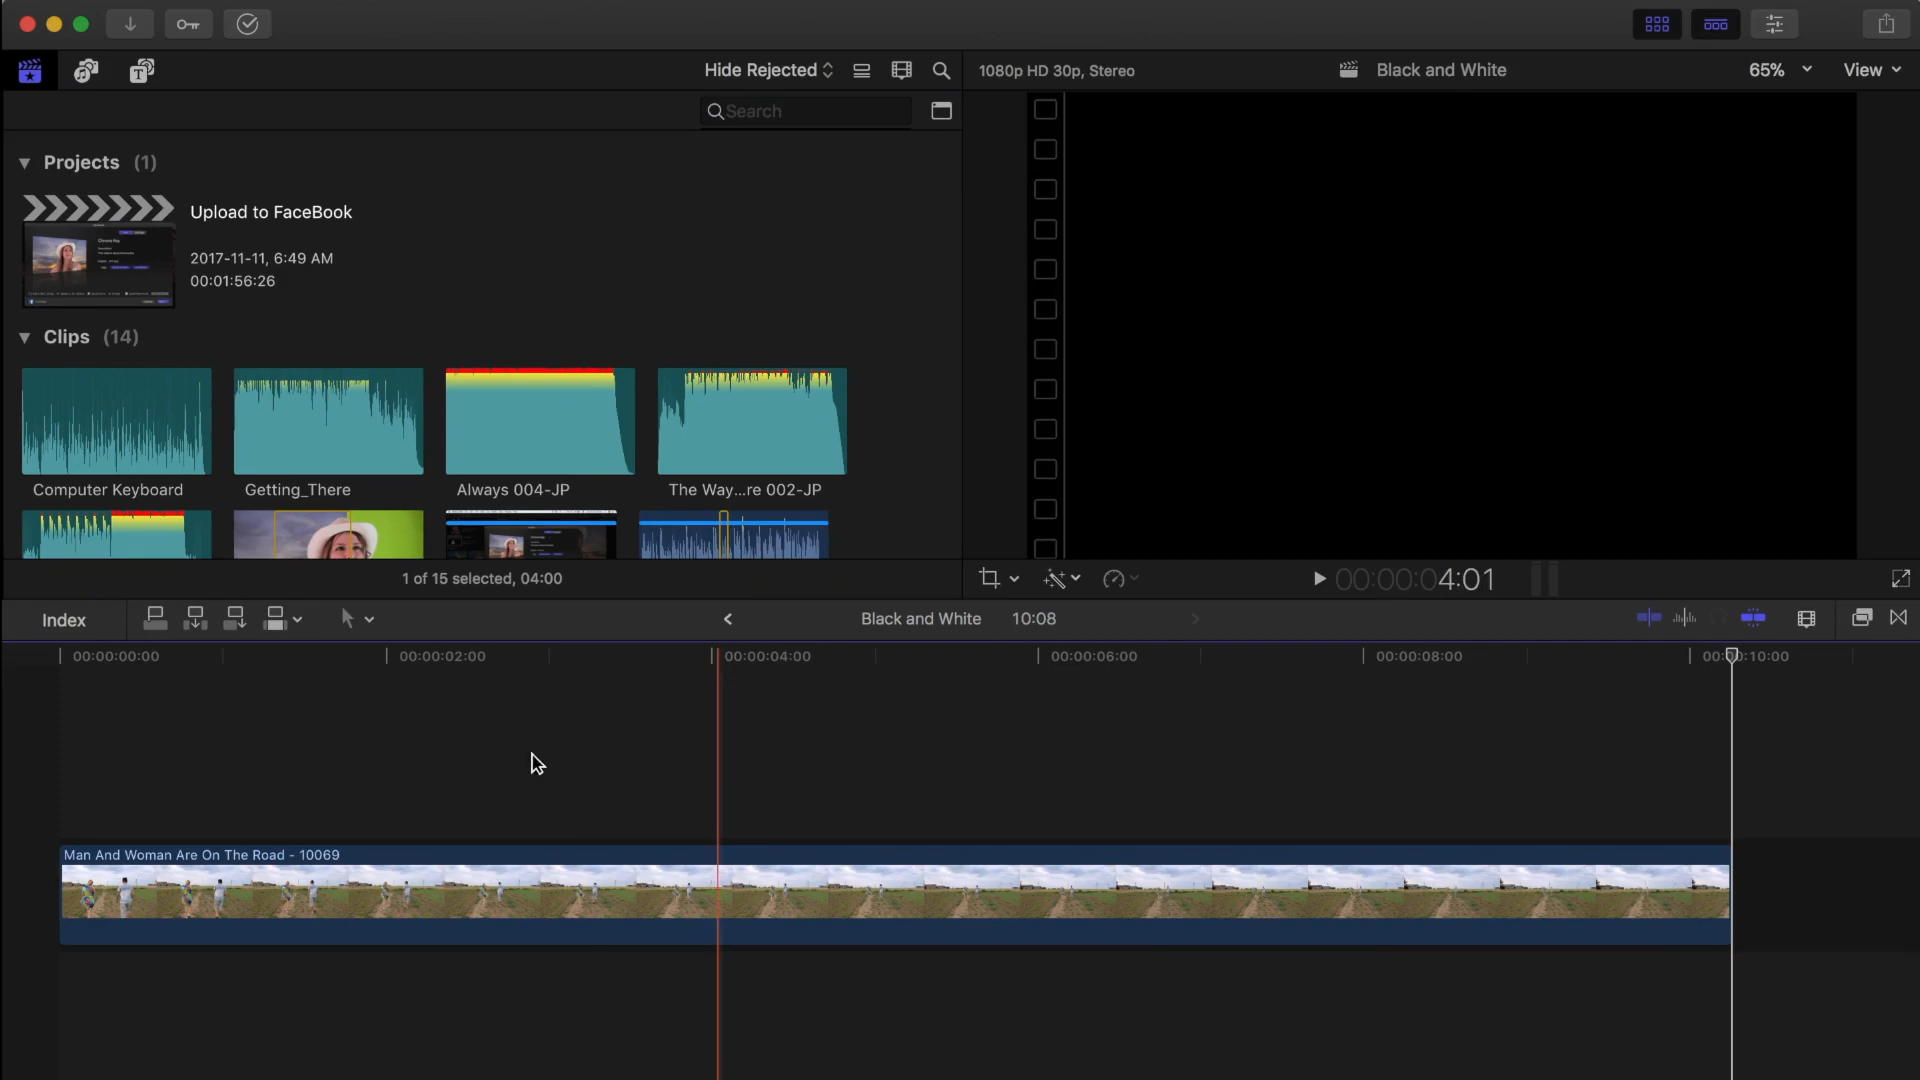 Hide Rejected
1080p HD 30p, Stereo
Black and White
65%
View
Search
Projects (1)
Upload to FaceBook
2017-11-11, 6:49 AM
00:01:56:26
Clips (14)
Computer Keyboard
Getting_There
Always 004-JP
The Way...re 002-JP
1 of 15 selected, 04:00
00:00:04:01
Index
Black and White
10:08
00:00:00:00
00:00:02:00
00:00:04:00
00:00:06:00
00:00:08:00
00:00:10:00
Man And Woman Are On The Road - 10069